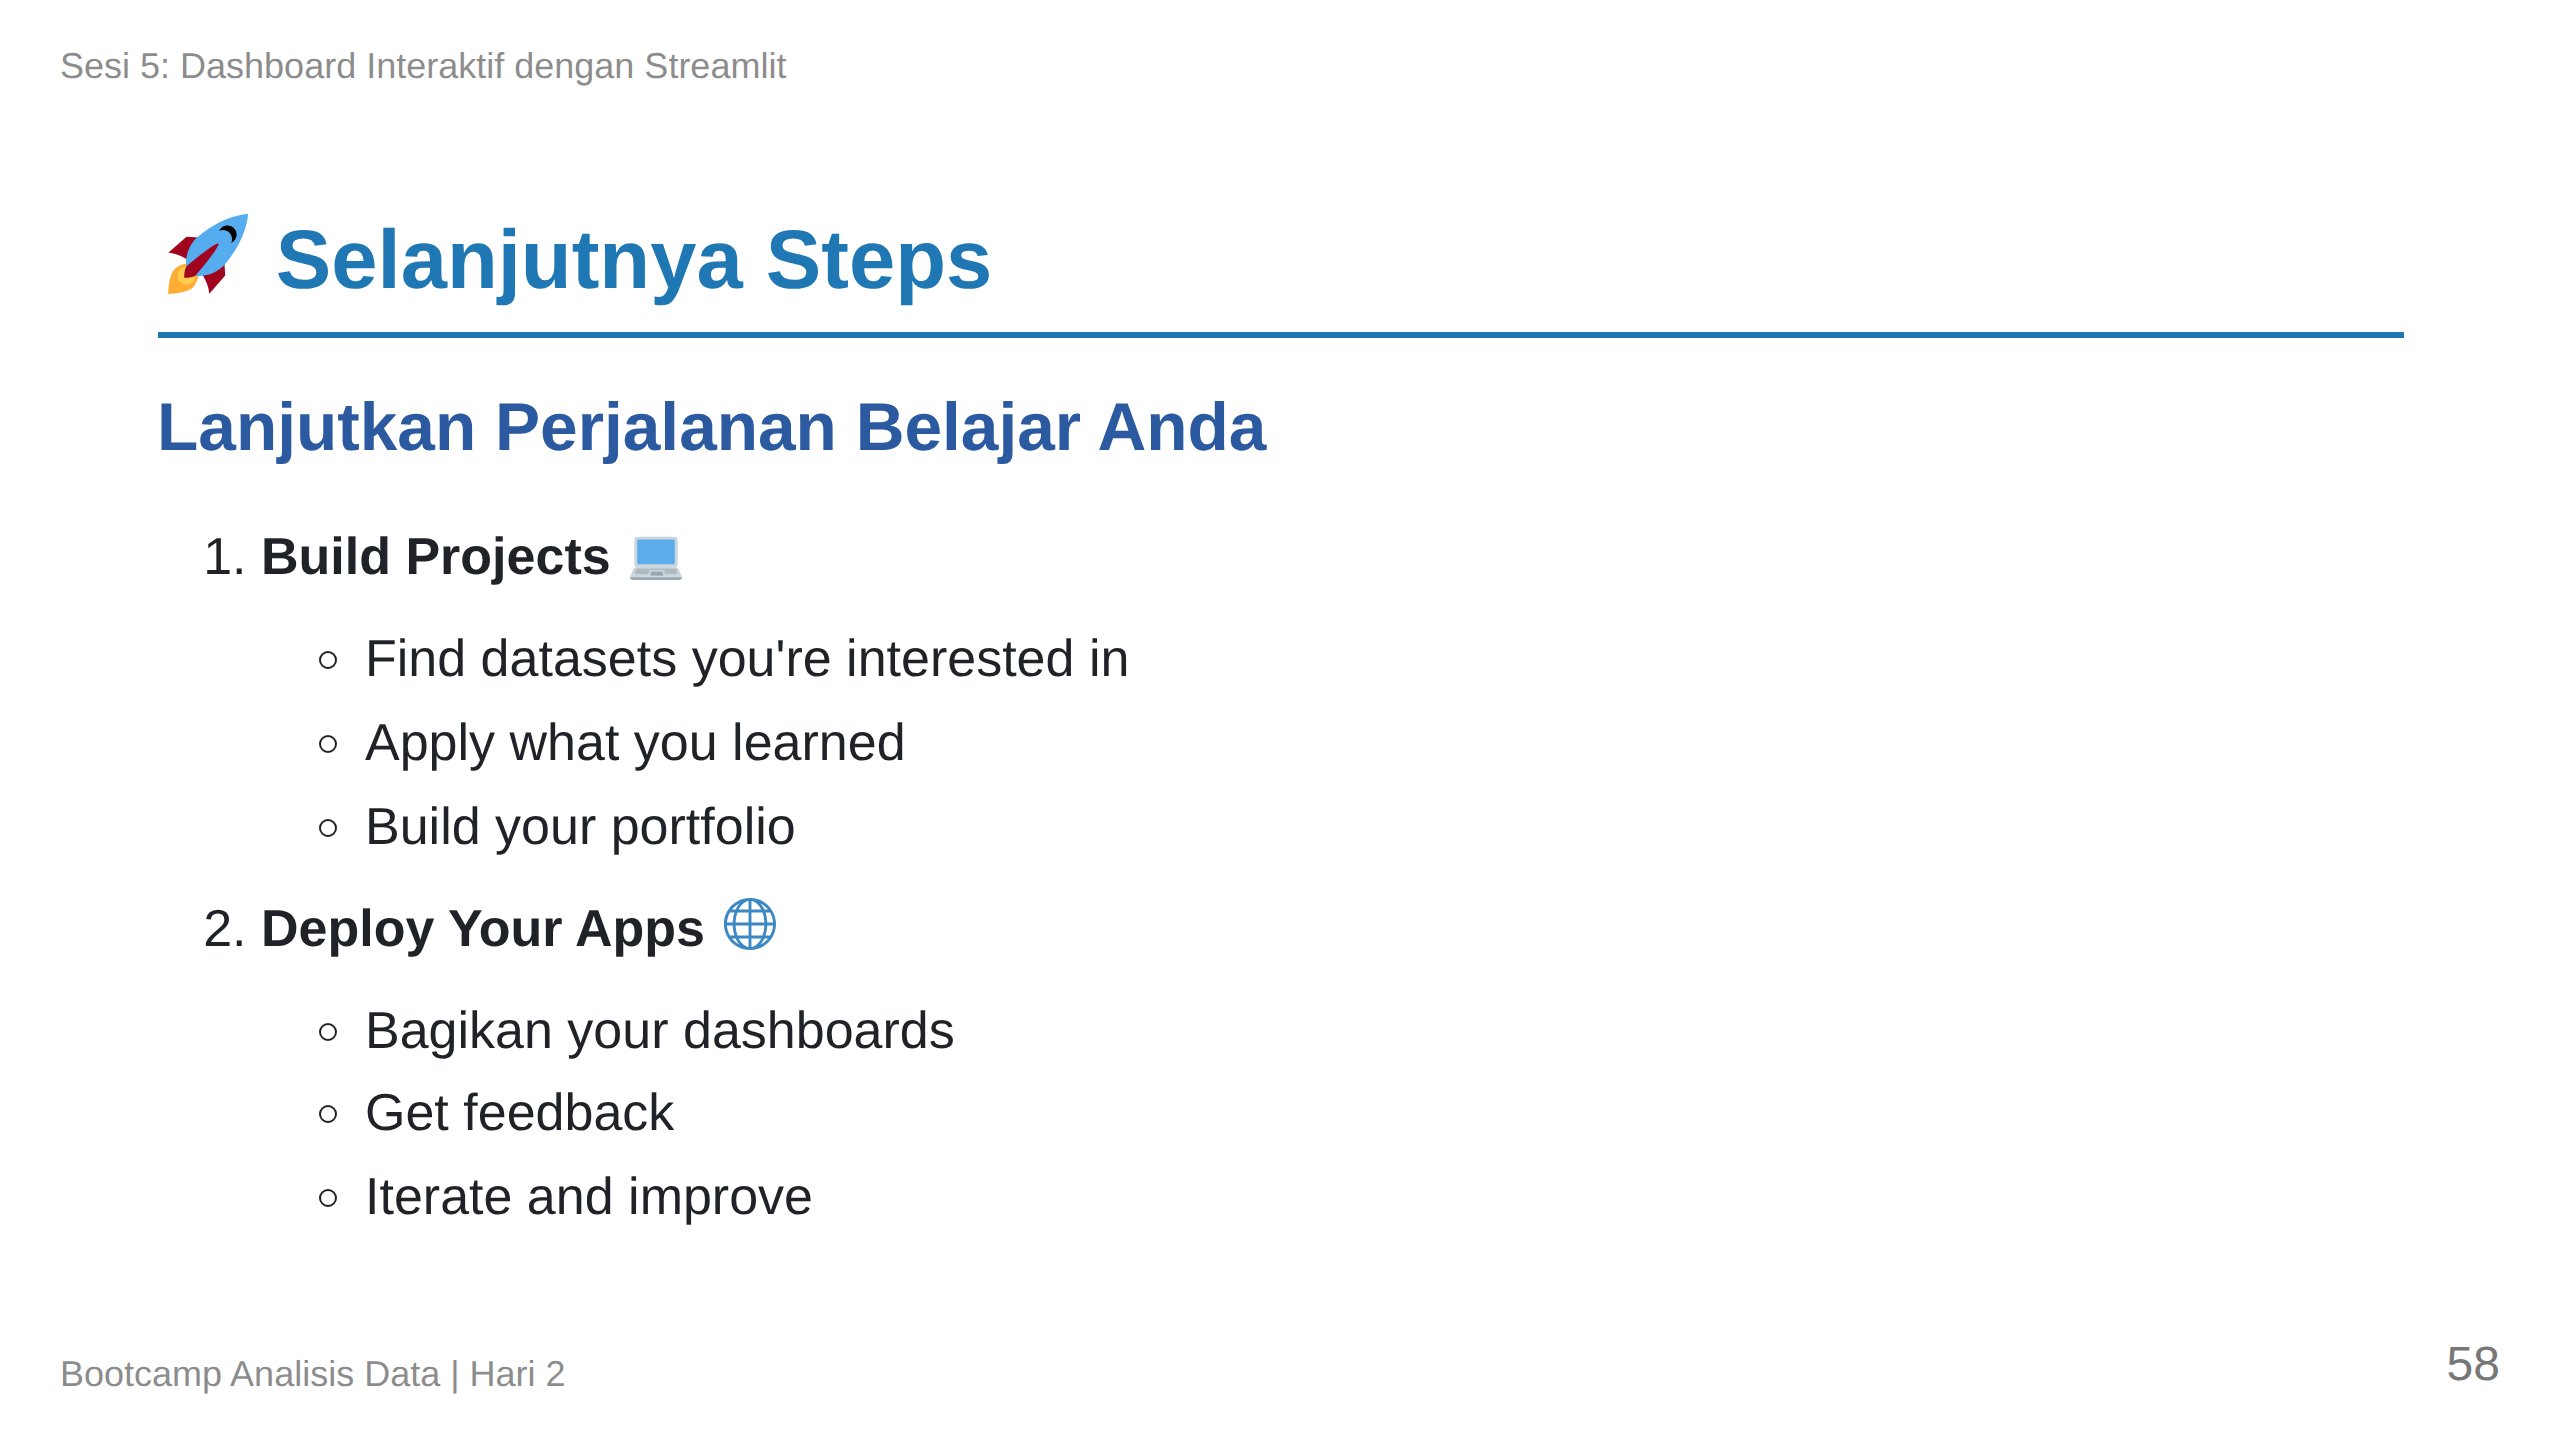 Sesi 5: Dashboard Interaktif dengan Streamlit
🚀 Selanjutnya Steps
Lanjutkan Perjalanan Belajar Anda
1. Build Projects 💻
○ Find datasets you're interested in
○ Apply what you learned
○ Build your portfolio
2. Deploy Your Apps 🌐
○ Bagikan your dashboards
○ Get feedback
○ Iterate and improve
Bootcamp Analisis Data | Hari 2
58